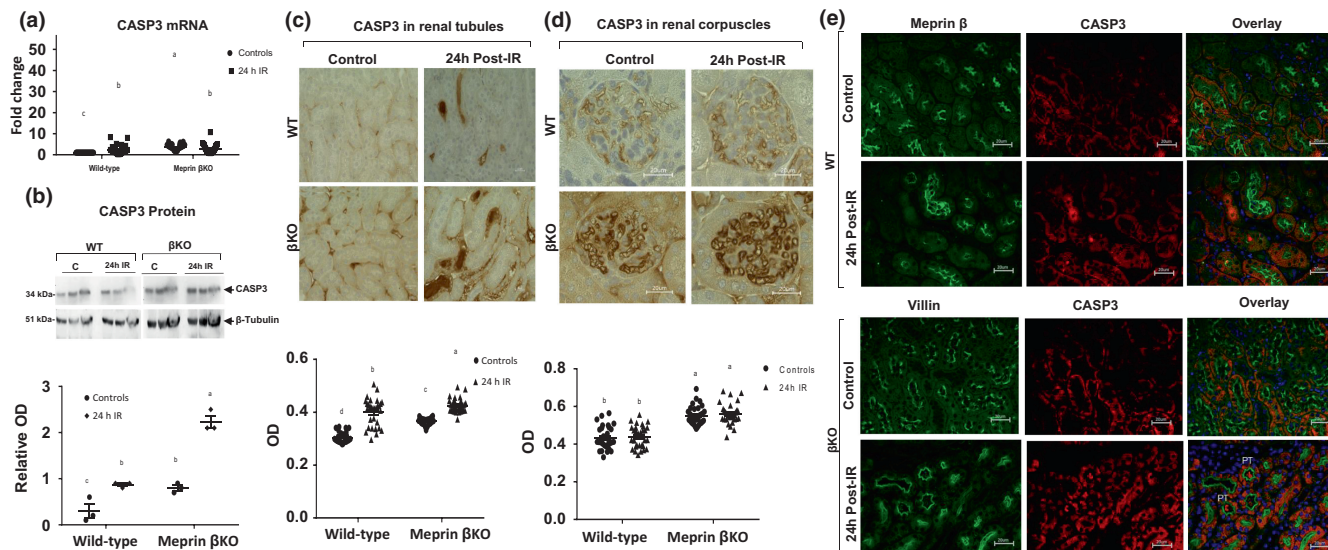 (a)
CASP3 mRNA
Fold change
50
40
30
20
10
0
Controls
24 h IR
c
b
a
b
Wild-type
Meprin βKO
(b)
CASP3 Protein
WT
βKO
C
24h IR
C
24h IR
34 kDa-
CASP3
51 kDa-
β-Tubulin
Relative OD
3
2
1
0
Controls
24 h IR
c
b
b
a
Wild-type
Meprin βKO
(c)
CASP3 in renal tubules
Control
24h Post-IR
WT
βKO
OD
0.6
0.4
0.2
0.0
Controls
24 h IR
d
b
c
a
Wild-type
Meprin βKO
(d)
CASP3 in renal corpuscles
Control
24h Post-IR
WT
20um
20um
βKO
20um
20um
OD
0.8
0.6
0.4
0.2
0.0
Controls
24h IR
b
b
a
a
Wild-type
Meprin βKO
(e)
Meprin β
CASP3
Overlay
WT
Control
24h Post-IR
Villin
CASP3
Overlay
βKO
Control
24h Post-IR
PT
PT